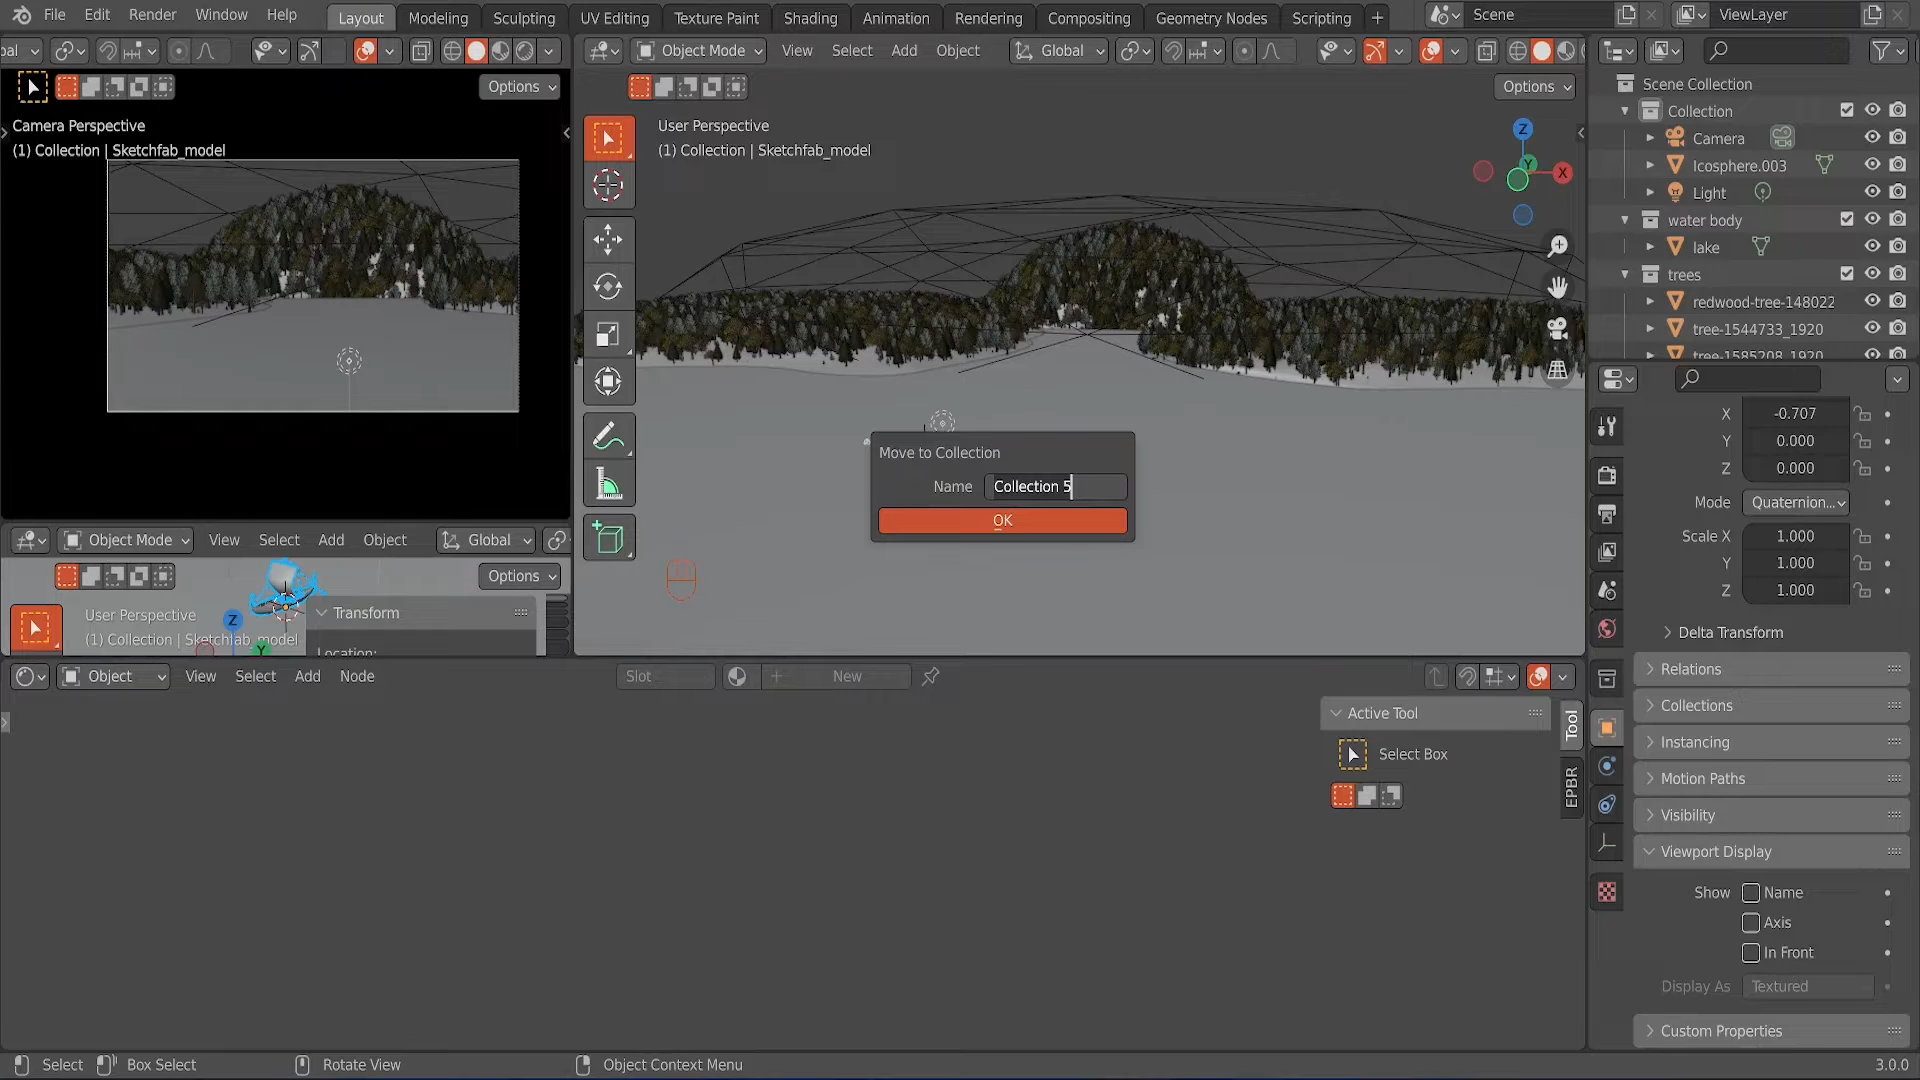 File Edit Render Window Help Layout Modeling Sculpting UV Editing Texture Paint Shading Animation Rendering Compositing Geometry Nodes Scripting Scene ViewLayer
Object Mode View Select Add Object Global
Options
Options
Camera Perspective
(1) Collection | Sketchfab_model
User Perspective
(1) Collection | Sketchfab_model
Z
Y
X
Scene Collection
Collection
Camera
Icosphere.003
Light
water body
lake
trees
redwood-tree-148022
tree-1544733_1920
tree-1585208_1920
Move to Collection
Name Collection 5
OK
X -0.707
Y 0.000
Z 0.000
Mode Quaternion...
Scale X 1.000
Y 1.000
Z 1.000
Delta Transform
Relations
Collections
Instancing
Motion Paths
Visibility
Viewport Display
Show Name
Axis
In Front
Display As Textured
Custom Properties
Object Mode View Select Add Object Global
Options
User Perspective
(1) Collection | Sketchfab_model
Z
Y
Transform
Location:
Object View Select Add Node Slot New
Active Tool
Select Box
Tool
EPBR
Select Box Select Rotate View Object Context Menu 3.0.0